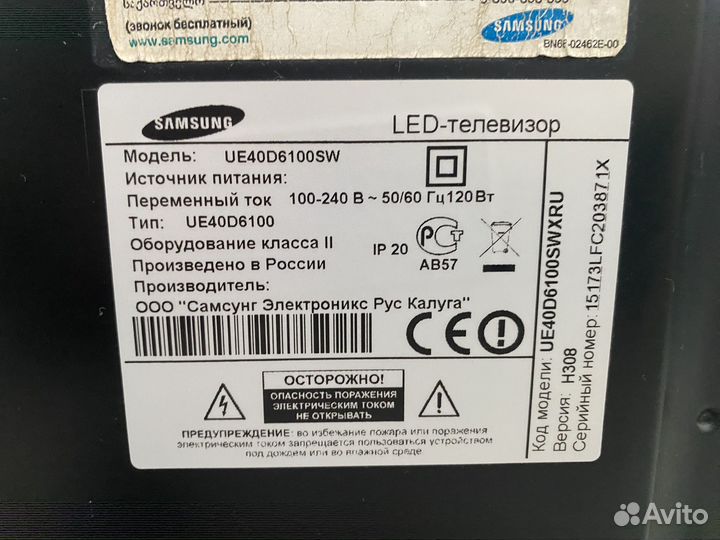 საქართველო
(звонок бесплатный)
www.samsung.com
SAMSUNG
BN68-02462E-00
SAMSUNG
LED-телевизор
Модель: UE40D6100SW
Источник питания:
Переменный ток 100-240 В ~ 50/60 Гц 120 Вт
Тип: UE40D6100
Оборудование класса II
IP 20
Произведено в России
АВ57
Производитель:
ООО "Самсунг Электроникс Рус Калуга"
CE
ОСТОРОЖНО!
ОПАСНОСТЬ ПОРАЖЕНИЯ
ЭЛЕКТРИЧЕСКИМ ТОКОМ
НЕ ОТКРЫВАТЬ
ПРЕДУПРЕЖДЕНИЕ: во избежание пожара или поражения
электрическим током запрещается пользоваться устройством
под дождем или во влажной среде
Код модели: UE40D6100SWXRU
Версия: H308
Серийный номер: 15173LFC203871X
Avito